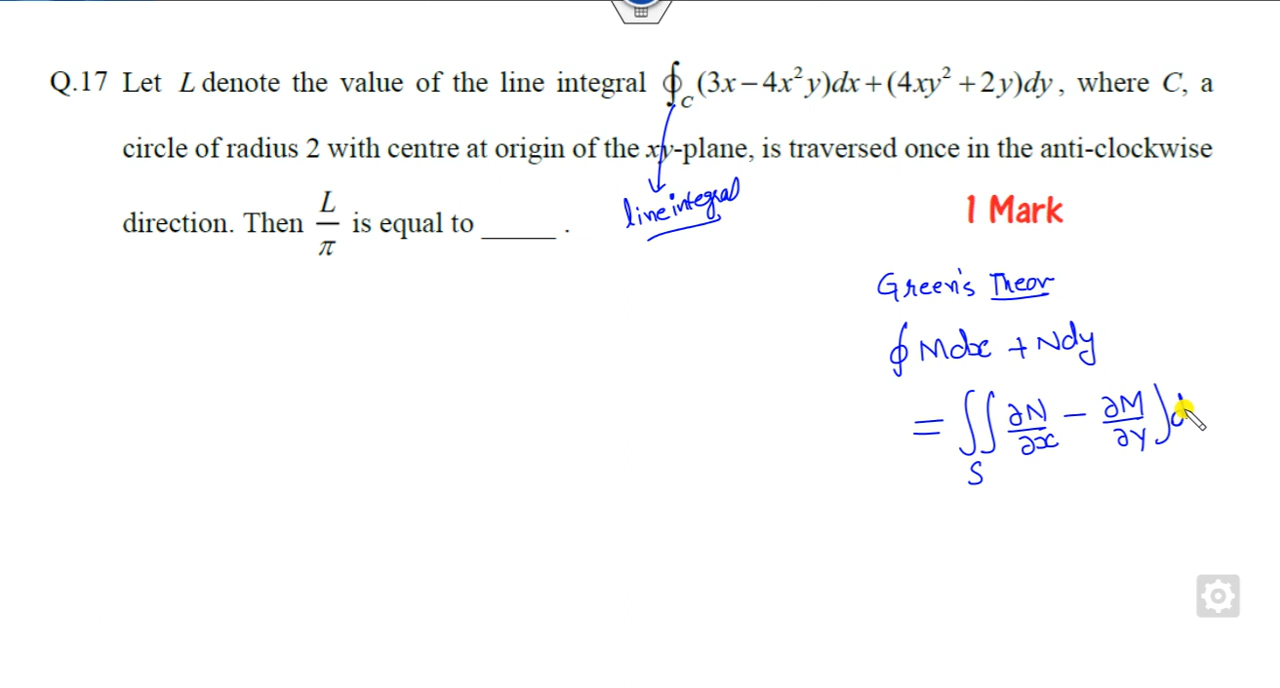 Q.17 Let L denote the value of the line integral ∮_C (3x−4x²y)dx+(4xy²+2y)dy, where C, a
circle of radius 2 with centre at origin of the xy-plane, is traversed once in the anti-clockwise
direction. Then L/π is equal to _____ .
line integral
1 Mark
Green's Theor
∮ Mdx + Ndy
= ∬_S ∂N/∂x − ∂M/∂y ) d